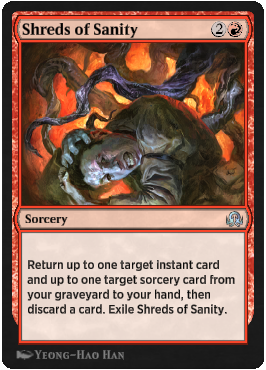 Shreds of Sanity 2
Sorcery
Return up to one target instant card
and up to one target sorcery card from
your graveyard to your hand, then
discard a card. Exile Shreds of Sanity.
Yeong-Hao Han